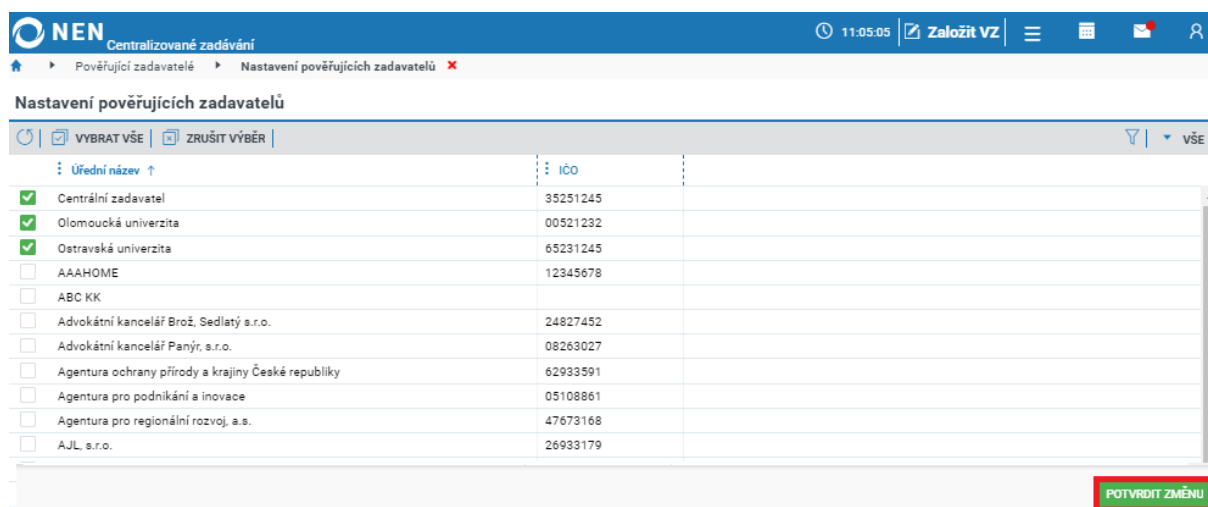 NEN Centralizované zadávání 11:05:05 Založit VZ
Pověřující zadavatelé Nastavení pověřujících zadavatelů
Nastavení pověřujících zadavatelů
VYBRAT VŠE ZRUŠIT VÝBĚR VŠE
Úřední název IČO
Centrální zadavatel 35251245
Olomoucká univerzita 00521232
Ostravská univerzita 65231245
AAAHOME 12345678
ABC KK
Advokátní kancelář Brož, Sedlatý s.r.o. 24827452
Advokátní kancelář Panýr, s.r.o. 08263027
Agentura ochrany přírody a krajiny České republiky 62933591
Agentura pro podnikání a inovace 05108861
Agentura pro regionální rozvoj, a.s. 47673168
AJL, s.r.o. 26933179
POTVRDIT ZMĚNU